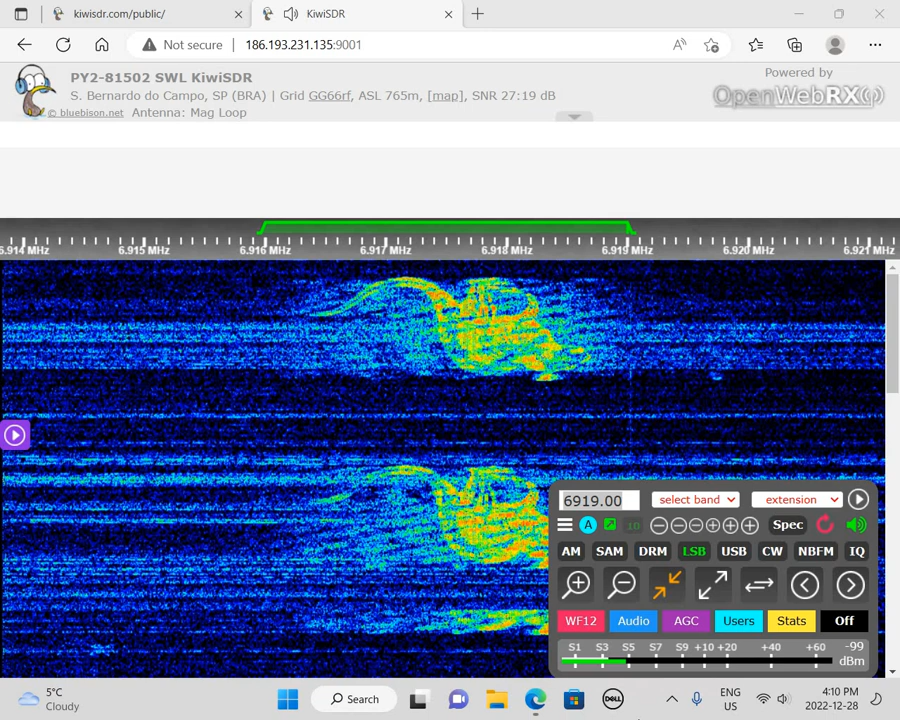 kiwisdr.com/public/
KiwiSDR
Not secure 186.193.231.135:9001
PY2-81502 SWL KiwiSDR
S. Bernardo do Campo, SP (BRA) | Grid GG66rf, ASL 765m, [map], SNR 27:19 dB
© bluebison.net Antenna: Mag Loop
Powered by
OpenWebRX
6.914 MHz 6.915 MHz 6.916 MHz 6.917 MHz 6.918 MHz 6.919 MHz 6.920 MHz 6.921 MHz
6919.00 select band extension
A 10 Spec
AM SAM DRM LSB USB CW NBFM IQ
WF12 Audio AGC Users Stats Off
S1 S3 S5 S7 S9 +10 +20 +40 +60 -99
dBm
5°C
Cloudy
Search
DELL
ENG
US
4:10 PM
2022-12-28